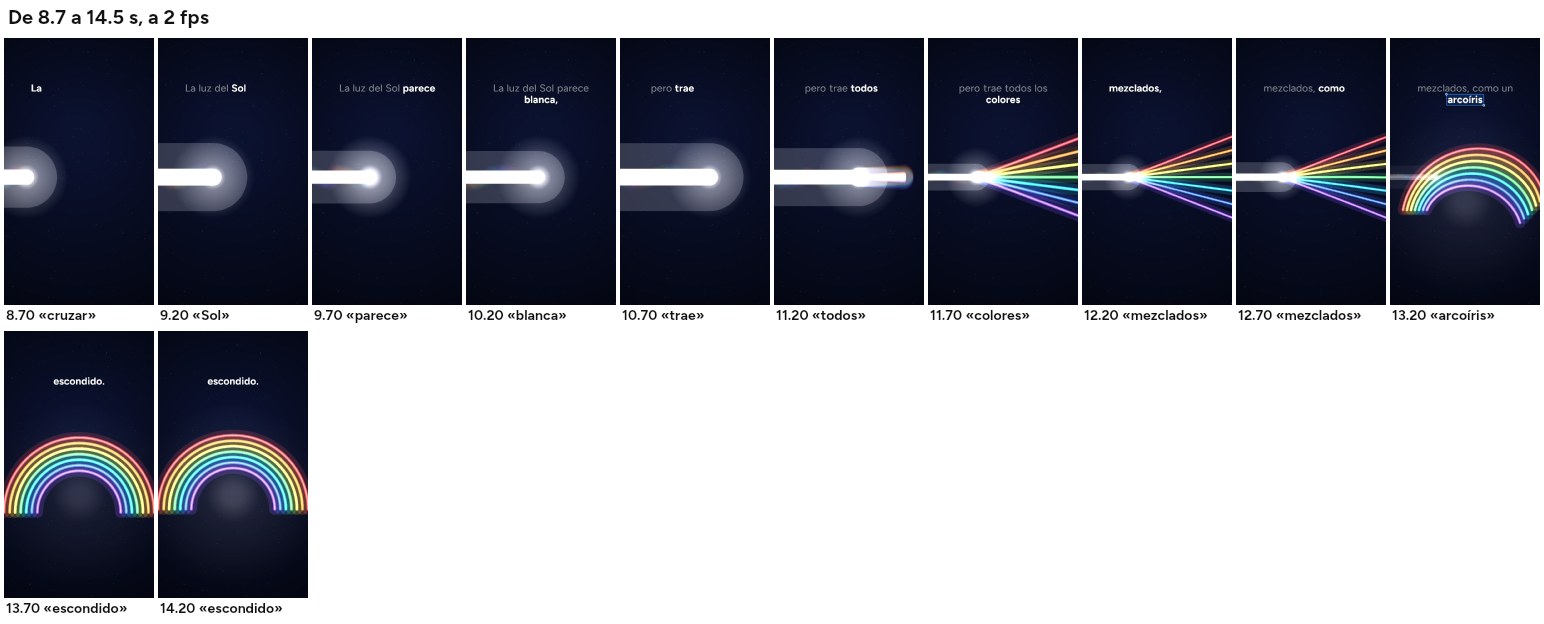 De 8.7 a 14.5 s, a 2 fps
La
La luz del Sol
La luz del Sol parece
La luz del Sol parece
blanca,
pero trae
pero trae todos
pero trae todos los
colores
mezclados,
mezclados, como
mezclados, como un
arcoíris
8.70 «cruzar»
9.20 «Sol»
9.70 «parece»
10.20 «blanca»
10.70 «trae»
11.20 «todos»
11.70 «colores»
12.20 «mezclados»
12.70 «mezclados»
13.20 «arcoíris»
escondido.
escondido.
13.70 «escondido»
14.20 «escondido»